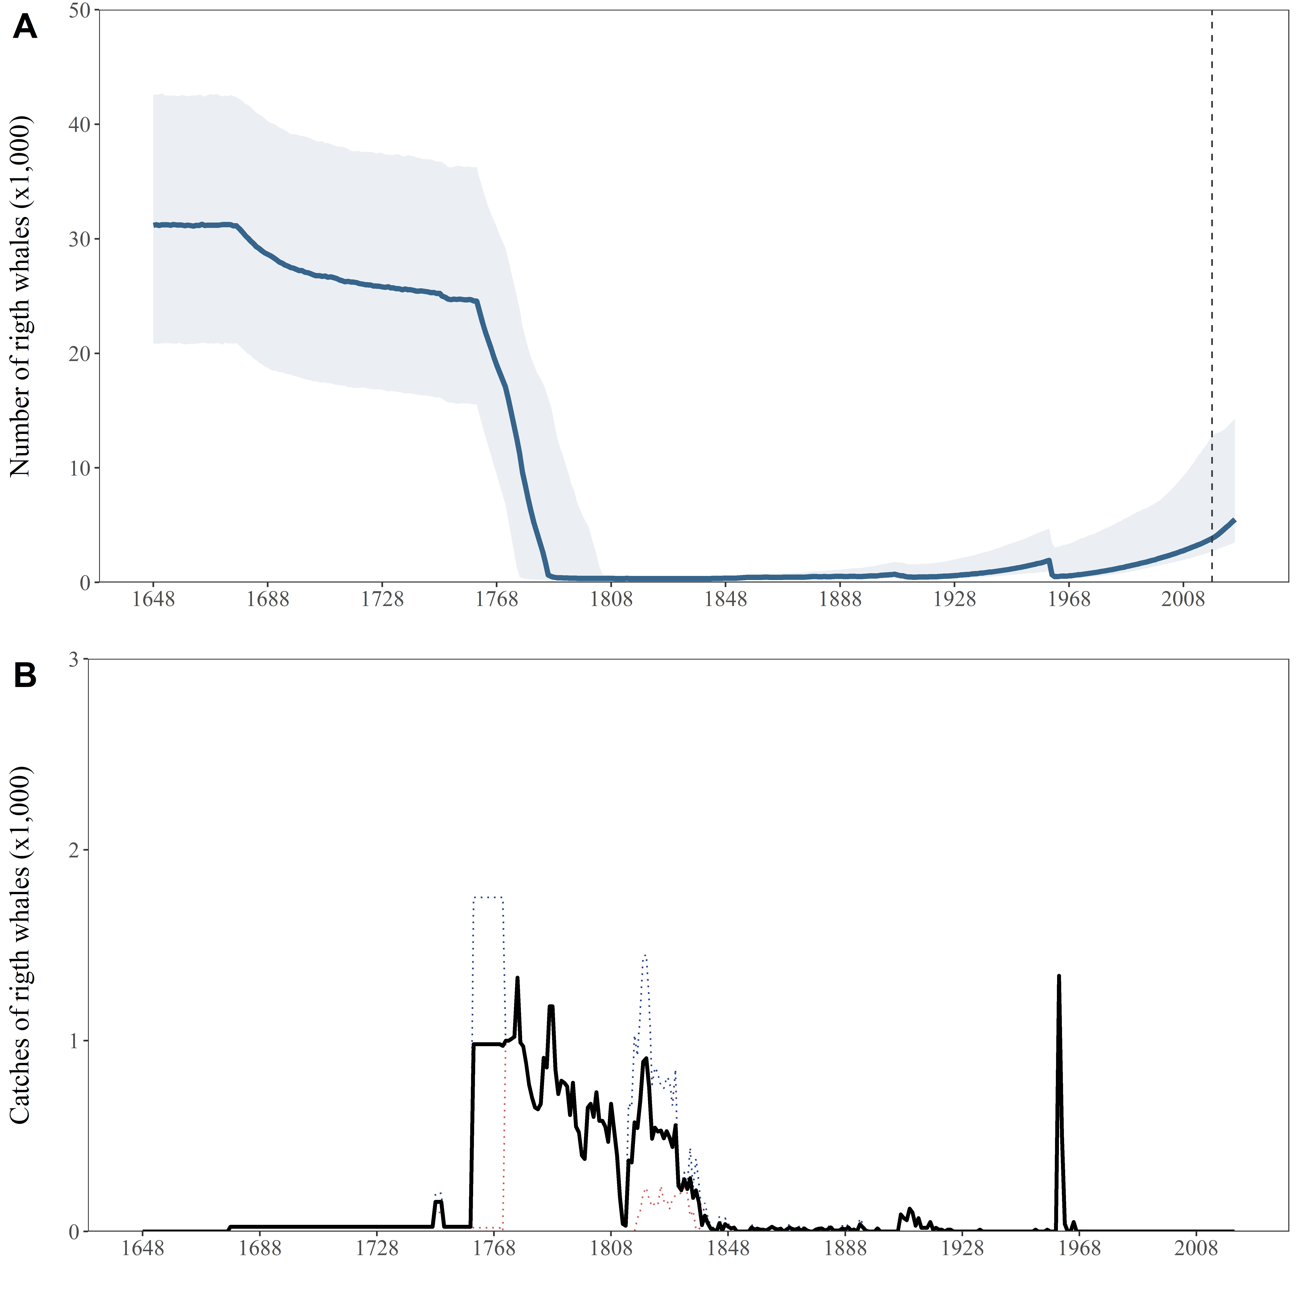 A
Number of rigth whales (x1,000)
50
40
30
20
10
0
1648 1688 1728 1768 1808 1848 1888 1928 1968 2008
B
Catches of rigth whales (x1,000)
3
2
1
0
1648 1688 1728 1768 1808 1848 1888 1928 1968 2008